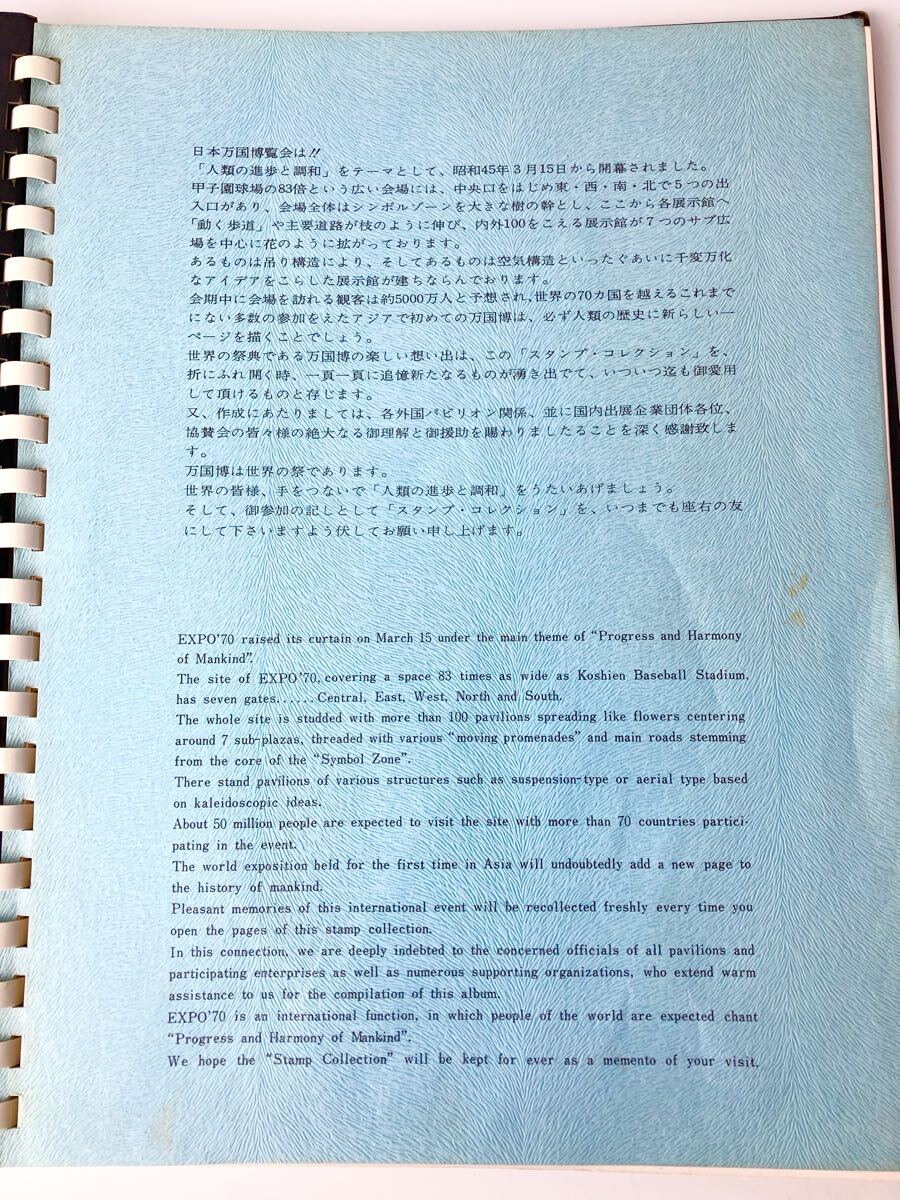 日本万国博覧会は!!
「人類の進歩と調和」をテーマとして、昭和45年3月15日から開幕されました。
甲子園球場の83倍という広い会場には、中央口をはじめ東・西・南・北で5つの出
入口があり、会場全体はシンボルゾーンを大きな樹の幹とし、ここから各展示館へ
「動く歩道」や主要道路が枝のように伸び、内外100をこえる展示館が7つのサブ広
場を中心に花のように拡がっております。
あるものは吊り構造により、そしてあるものは空気構造といったぐあいに千変万化
なアイデアをこらした展示館が建ちならんでおります。
会期中に会場を訪れる観客は約5000万人と予想され、世界の70カ国を越えるこれまで
にない多数の参加をえたアジアで初めての万国博は、必ず人類の歴史に新らしい一
ページを描くことでしょう。
世界の祭典である万国博の楽しい想い出は、この「スタンプ・コレクション」を、
折にふれ開く時、一頁一頁に追憶新たなるものが湧き出でて、いついつ迄も御愛用
して頂けるものと存じます。
又、作成にあたりましては、各外国パビリオン関係、並に国内出展企業団体各位、
協賛会の皆々様の絶大なる御理解と御援助を賜わりましたることを深く感謝致しま
す。
万国博は世界の祭であります。
世界の皆様、手をつないで「人類の進歩と調和」をうたいあげましょう。
そして、御参加の記しとして「スタンプ・コレクション」を、いつまでも座右の友
にして下さいますよう伏してお願い申し上げます。
EXPO'70 raised its curtain on March 15 under the main theme of “Progress and Harmony
of Mankind”.
The site of EXPO'70, covering a space 83 times as wide as Koshien Baseball Stadium,
has seven gates......Central, East, West, North and South.
The whole site is studded with more than 100 pavilions spreading like flowers centering
around 7 sub-plazas, threaded with various “moving promenades” and main roads stemming
from the core of the “Symbol Zone”.
There stand pavilions of various structures such as suspension-type or aerial type based
on kaleidoscopic ideas.
About 50 million people are expected to visit the site with more than 70 countries partici-
pating in the event.
The world exposition held for the first time in Asia will undoubtedly add a new page to
the history of mankind.
Pleasant memories of this international event will be recollected freshly every time you
open the pages of this stamp collection.
In this connection, we are deeply indebted to the concerned officials of all pavilions and
participating enterprises as well as numerous supporting organizations, who extend warm
assistance to us for the compilation of this album.
EXPO'70 is an international function, in which people of the world are expected chant
“Progress and Harmony of Mankind”.
We hope the “Stamp Collection” will be kept for ever as a memento of your visit.